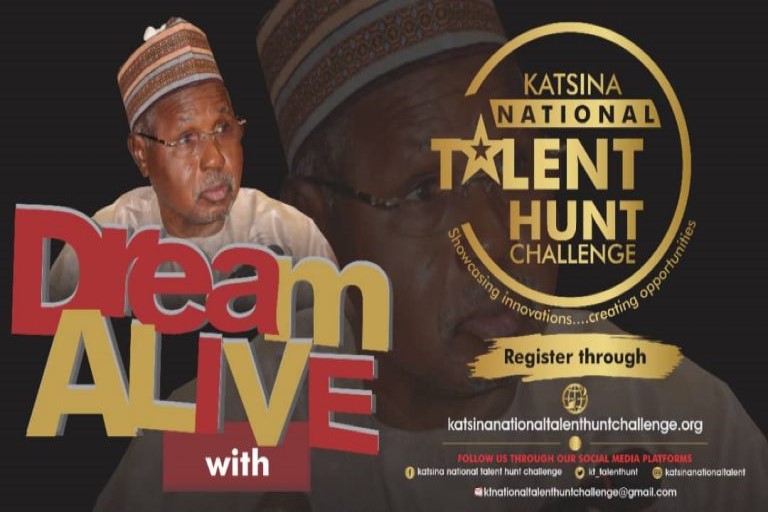 Dream
ALIVE
with
KATSINA
NATIONAL
TALENT
HUNT
CHALLENGE
Showcasing innovations....creating opportunities
Register through
katsinanationaltalenthuntchallenge.org
FOLLOW US THROUGH OUR SOCIAL MEDIA PLATFORMS
katsina national talent hunt challenge kt_talenthunt katsinanationaltalent
ktnationaltalenthuntchallenge@gmail.com